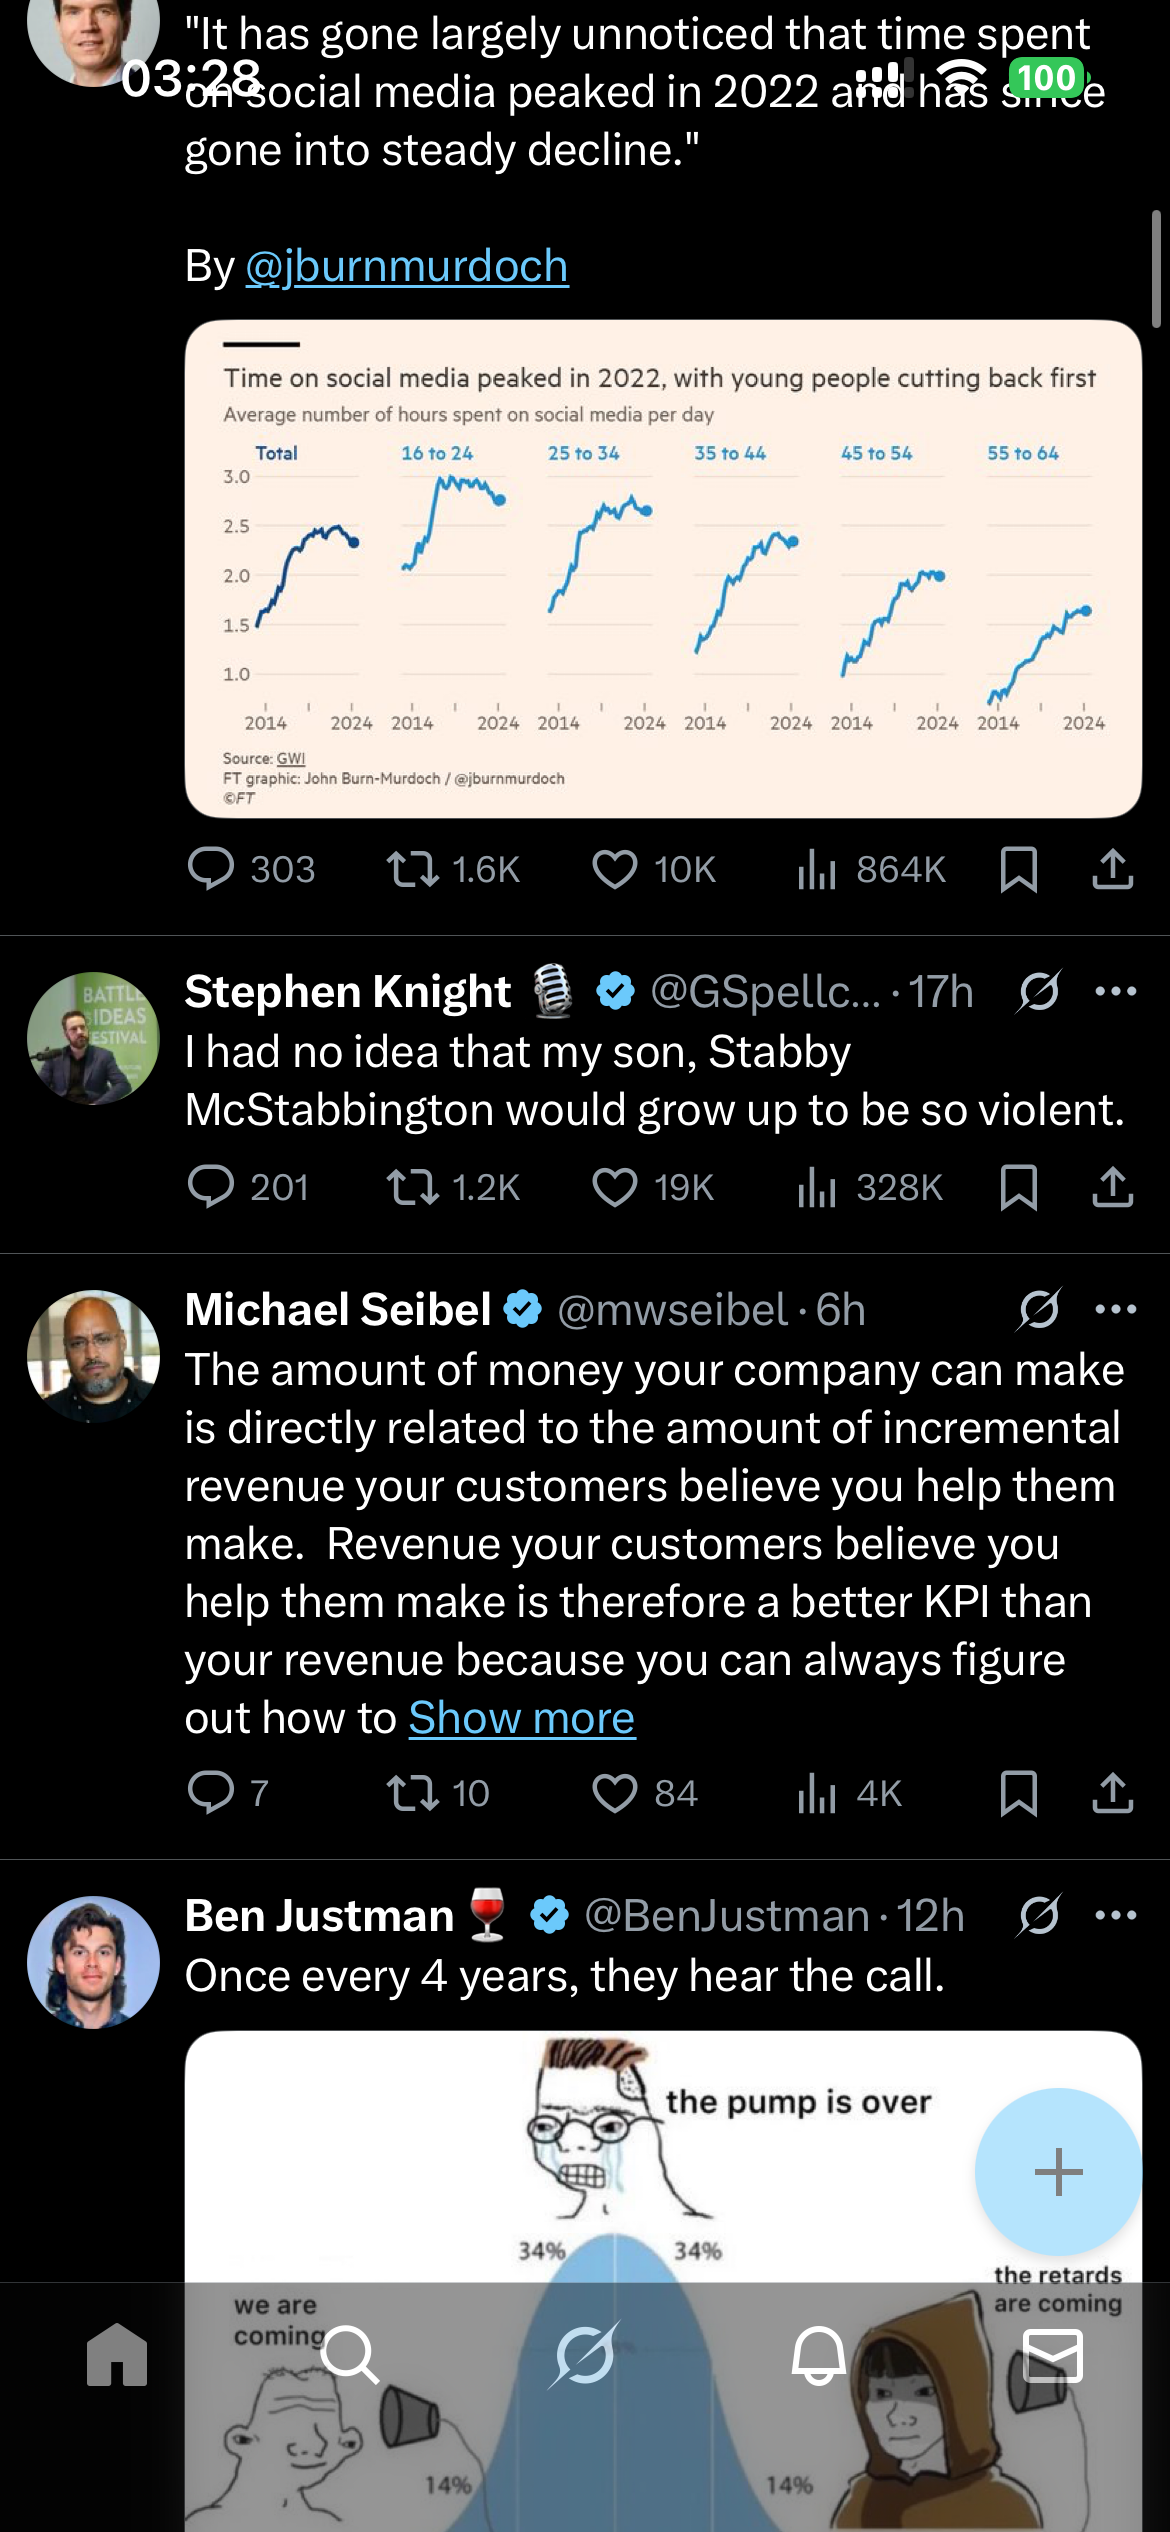 "It has gone largely unnoticed that time spent
03:28
100
on social media peaked in 2022 and has since
gone into steady decline."
By @jburnmurdoch
Time on social media peaked in 2022, with young people cutting back first
Average number of hours spent on social media per day
Total 16 to 24 25 to 34 35 to 44 45 to 54 55 to 64
3.0
2.5
2.0
1.5
1.0
2014 2024 2014 2024 2014 2024 2014 2024 2014 2024 2014 2024
Source: GWI
FT graphic: John Burn-Murdoch / @jburnmurdoch
©FT
303 1.6K 10K 864K
BATTLE
IDEAS
ESTIVAL
Stephen Knight 🎙️ @GSpellc... · 17h
I had no idea that my son, Stabby
McStabbington would grow up to be so violent.
201 1.2K 19K 328K
Michael Seibel @mwseibel · 6h
The amount of money your company can make
is directly related to the amount of incremental
revenue your customers believe you help them
make.  Revenue your customers believe you
help them make is therefore a better KPI than
your revenue because you can always figure
out how to Show more
7 10 84 4K
Ben Justman🍷 @BenJustman · 12h
Once every 4 years, they hear the call.
the pump is over
34% 34%
the retards
are coming
we are
coming
14% 14%